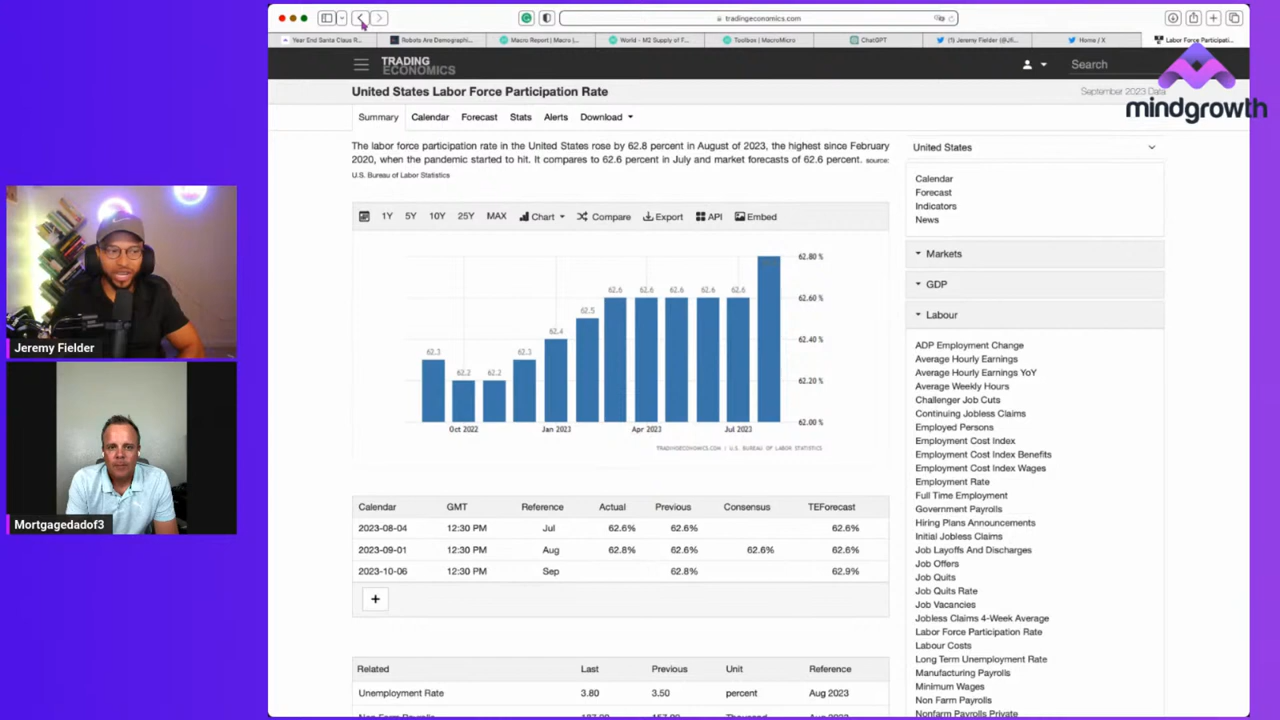 tradingeconomics.com
Year End Santa Claus R...
Robots Are Demographi...
Macro Report | Macro |...
World - M2 Supply of F...
Toolbox | MacroMicro
ChatGPT
(1) Jeremy Fielder (@Jfi...
Home / X
Labor Force Participati...
TRADING
ECONOMICS
Search
United States Labor Force Participation Rate
September 2023 Data
mindgrowth
Summary
Calendar
Forecast
Stats
Alerts
Download
The labor force participation rate in the United States rose by 62.8 percent in August of 2023, the highest since February
2020, when the pandemic started to hit. It compares to 62.6 percent in July and market forecasts of 62.6 percent. source:
U.S. Bureau of Labor Statistics
1Y 5Y 10Y 25Y MAX Chart Compare Export API Embed
62.3
62.2
62.2
62.3
62.4
62.5
62.6
62.6
62.6
62.6
62.6
62.80 %
62.60 %
62.40 %
62.20 %
62.00 %
Oct 2022
Jan 2023
Apr 2023
Jul 2023
TRADINGECONOMICS.COM | U.S. BUREAU OF LABOR STATISTICS
Calendar GMT Reference Actual Previous Consensus TEForecast
2023-08-04 12:30 PM Jul 62.6% 62.6% 62.6%
2023-09-01 12:30 PM Aug 62.8% 62.6% 62.6% 62.6%
2023-10-06 12:30 PM Sep 62.8% 62.9%
+
Related Last Previous Unit Reference
Unemployment Rate 3.80 3.50 percent Aug 2023
United States
Calendar
Forecast
Indicators
News
Markets
GDP
Labour
ADP Employment Change
Average Hourly Earnings
Average Hourly Earnings YoY
Average Weekly Hours
Challenger Job Cuts
Continuing Jobless Claims
Employed Persons
Employment Cost Index
Employment Cost Index Benefits
Employment Cost Index Wages
Employment Rate
Full Time Employment
Government Payrolls
Hiring Plans Announcements
Initial Jobless Claims
Job Layoffs And Discharges
Job Offers
Job Quits
Job Quits Rate
Job Vacancies
Jobless Claims 4-Week Average
Labor Force Participation Rate
Labour Costs
Long Term Unemployment Rate
Manufacturing Payrolls
Minimum Wages
Non Farm Payrolls
Nonfarm Payrolls Private
Jeremy Fielder
Mortgagedadof3